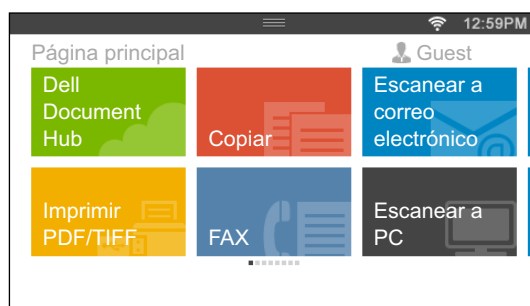 12:59PM
Página principal
Guest
Dell
Document
Hub
Copiar
Escanear a
correo
electrónico
Imprimir
PDF/TIFF
FAX
Escanear a
PC